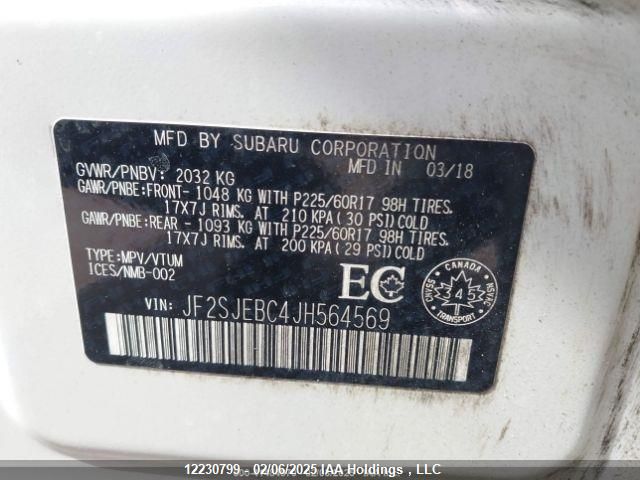 MFD BY SUBARU CORPORATION
GVWR/PNBV: 2032 KG MFD IN 03/18
GAWR/PNBE:FRONT- 1048 KG WITH P225/60R17 98H TIRES.
17X7J RIMS. AT 210 KPA(30 PSI)COLD
GAWR/PNBE:REAR - 1093 KG WITH P225/60R17 98H TIRES.
17X7J RIMS. AT 200 KPA(29 PSI)COLD
TYPE:MPV/VTUM
ICES/NMB-002
EC
CANADA
CMVSS
NSVAC
345
TRANSPORT
VIN: JF2SJEBC4JH564569
12230799 - 02/06/2025 IAA Holdings , LLC